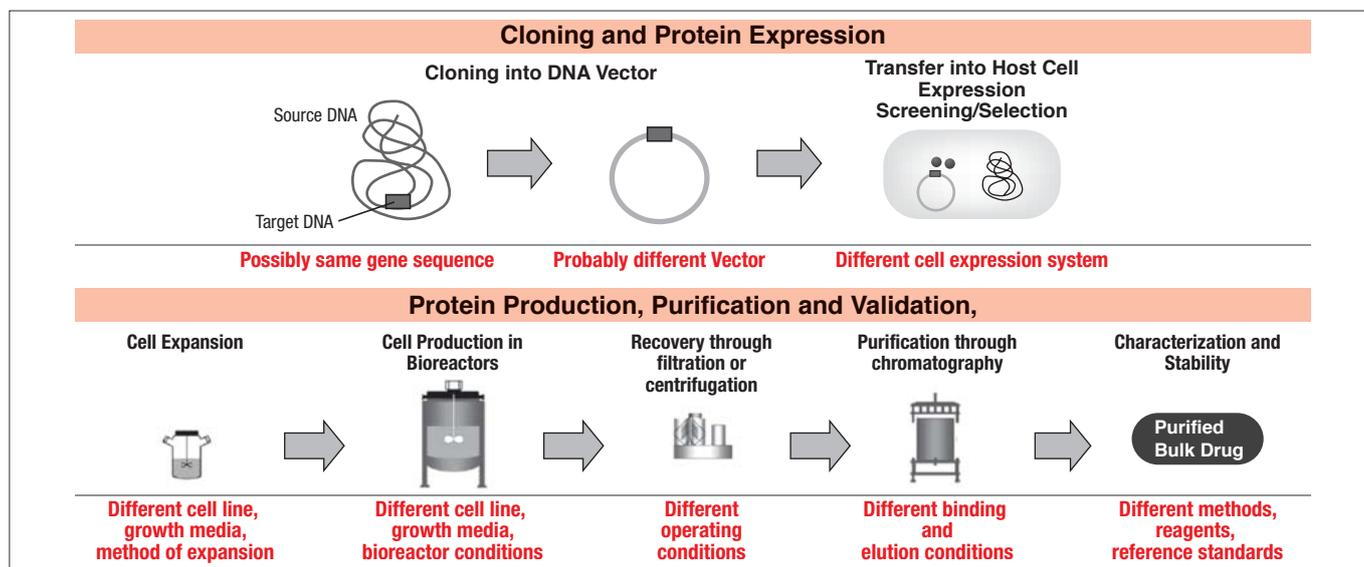 Cloning and Protein Expression
Cloning into DNA Vector
Transfer into Host Cell
Expression
Screening/Selection
Source DNA
Target DNA
Possibly same gene sequence
Probably different Vector
Different cell expression system
Protein Production, Purification and Validation,
Cell Expansion
Cell Production in
Bioreactors
Recovery through
filtration or
centrifugation
Purification through
chromatography
Characterization and
Stability
Purified
Bulk Drug
Different cell line,
growth media,
method of expansion
Different cell line,
growth media,
bioreactor conditions
Different
operating
conditions
Different binding
and
elution conditions
Different methods,
reagents,
reference standards